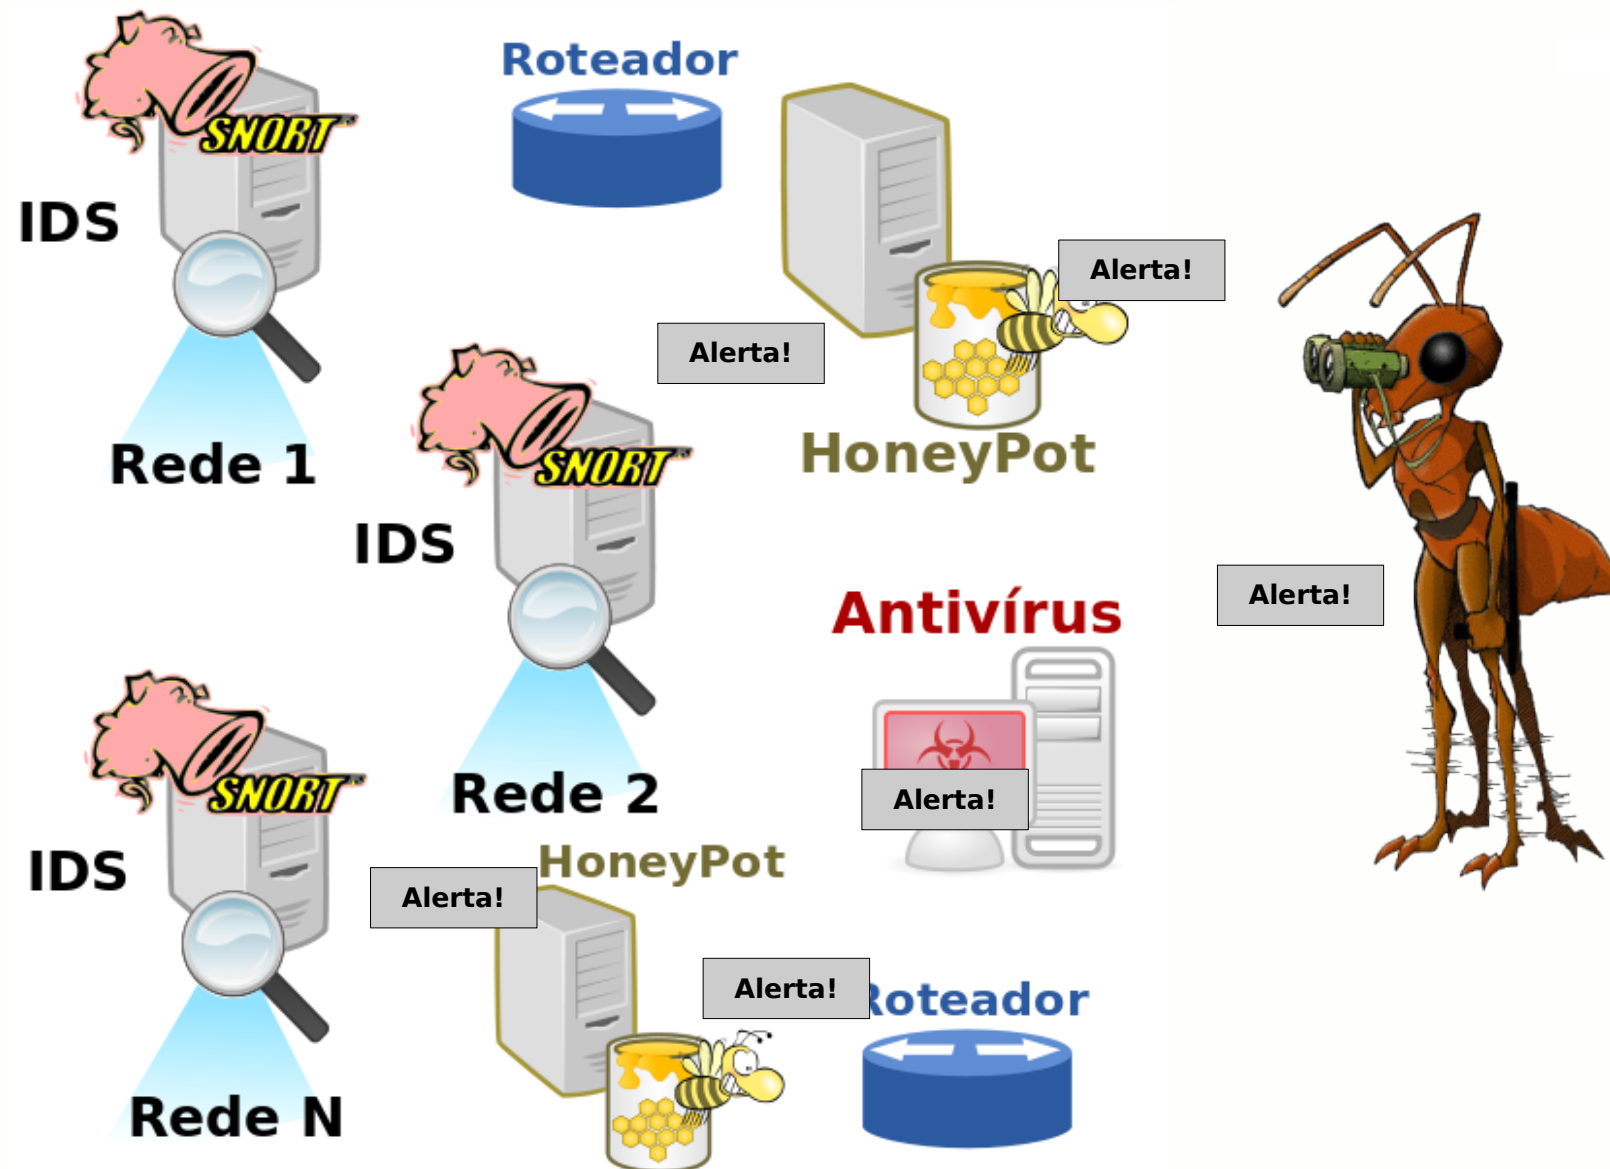 Roteador
SNORT
IDS
Alerta!
Alerta!
HoneyPot
Rede 1
SNORT
IDS
Alerta!
Antivírus
Rede 2
Alerta!
SNORT
IDS
HoneyPot
Alerta!
Alerta!
Roteador
Rede N